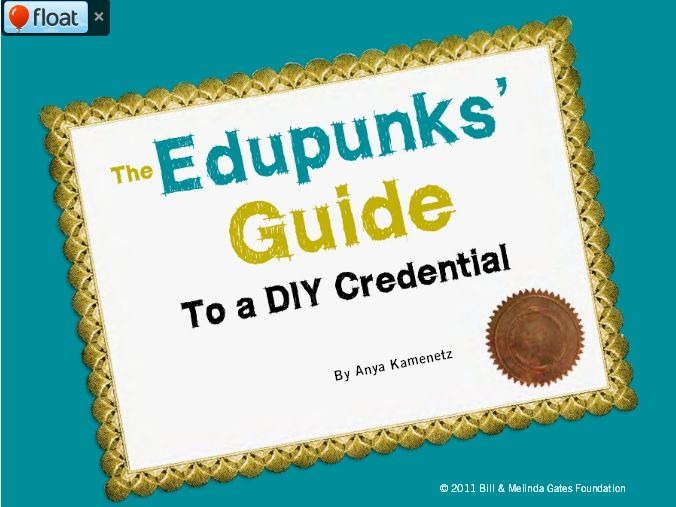 float ×
The Edupunks'
Guide
To a DIY Credential
By Anya Kamenetz
© 2011 Bill & Melinda Gates Foundation